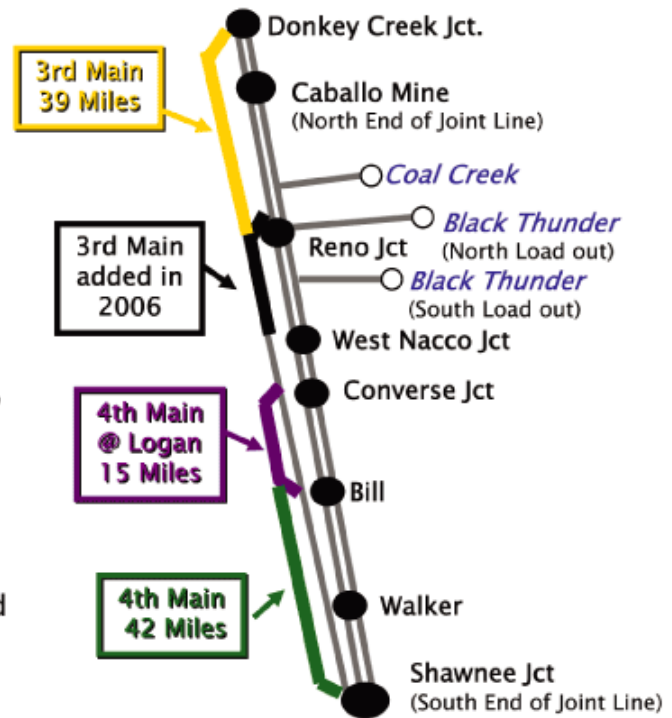 Donkey Creek Jct.
3rd Main
39 Miles
Caballo Mine
(North End of Joint Line)
Coal Creek
Black Thunder
(North Load out)
3rd Main
added in
2006
Reno Jct
Black Thunder
(South Load out)
West Nacco Jct
Converse Jct
4th Main
@ Logan
15 Miles
Bill
4th Main
42 Miles
Walker
Shawnee Jct
(South End of Joint Line)